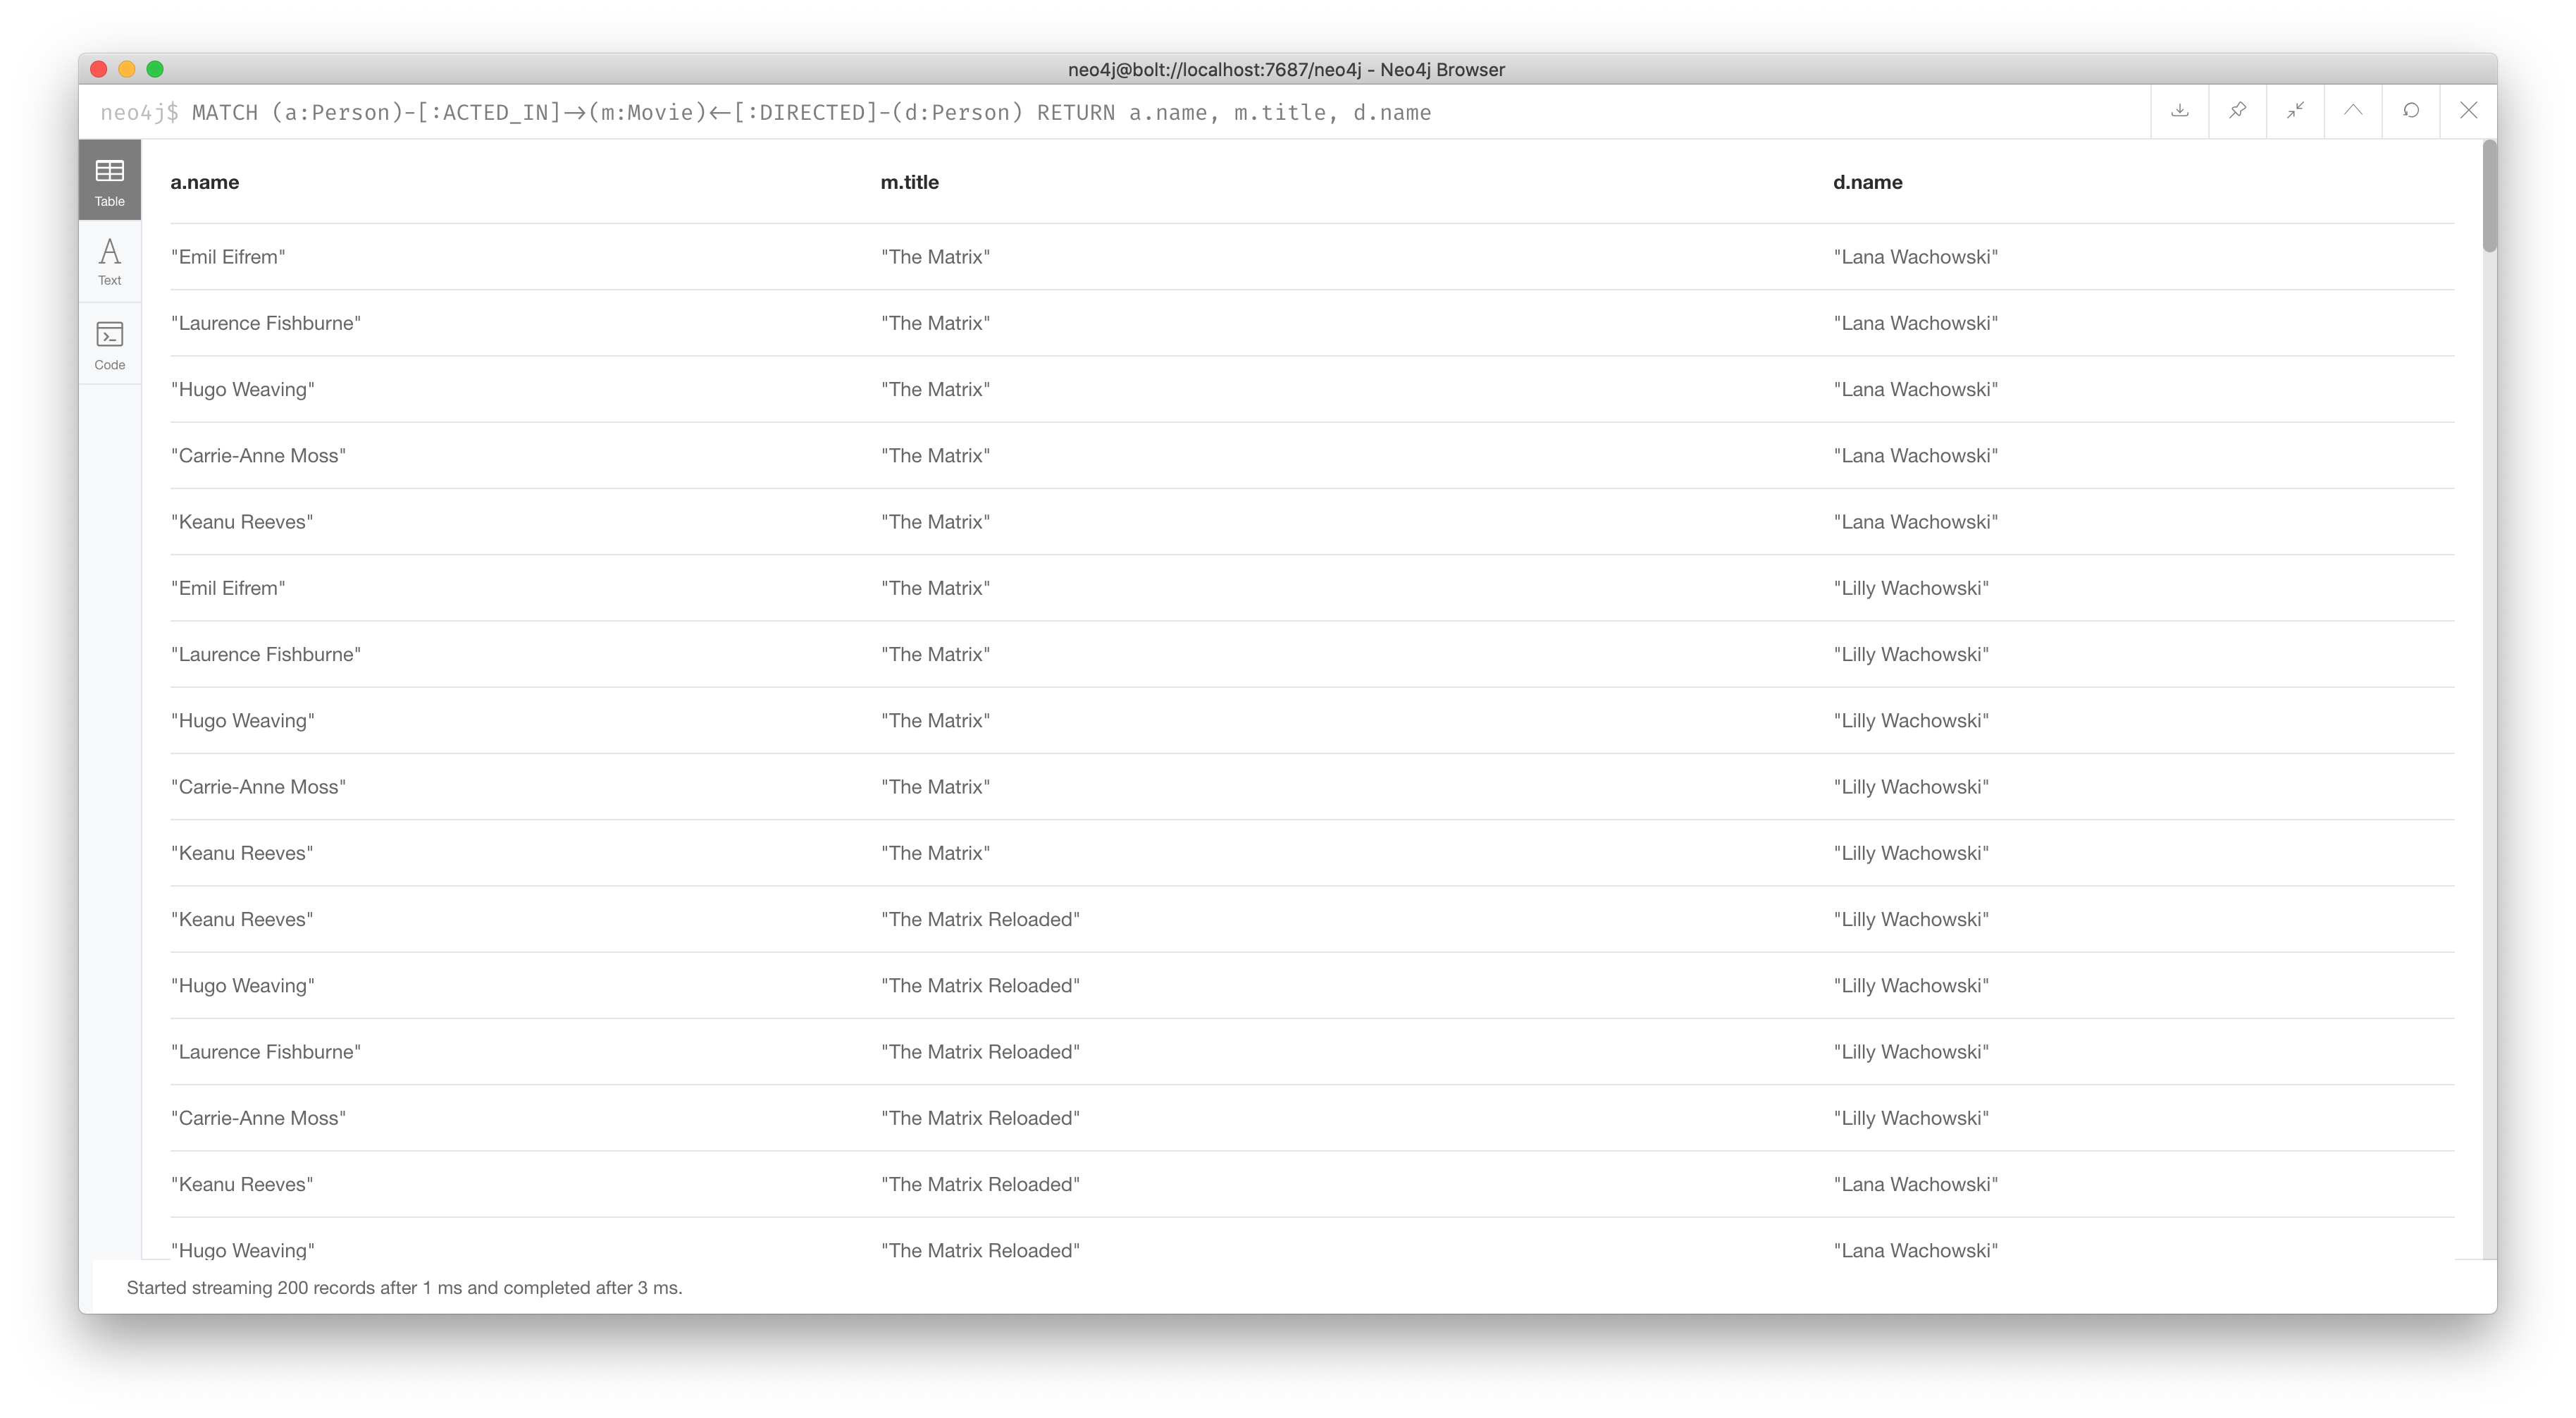 neo4j@bolt://localhost:7687/neo4j - Neo4j Browser
neo4j$ MATCH (a:Person)-[:ACTED_IN]→(m:Movie)←[:DIRECTED]-(d:Person) RETURN a.name, m.title, d.name
Table
Text
Code
a.name m.title d.name
"Emil Eifrem" "The Matrix" "Lana Wachowski"
"Laurence Fishburne" "The Matrix" "Lana Wachowski"
"Hugo Weaving" "The Matrix" "Lana Wachowski"
"Carrie-Anne Moss" "The Matrix" "Lana Wachowski"
"Keanu Reeves" "The Matrix" "Lana Wachowski"
"Emil Eifrem" "The Matrix" "Lilly Wachowski"
"Laurence Fishburne" "The Matrix" "Lilly Wachowski"
"Hugo Weaving" "The Matrix" "Lilly Wachowski"
"Carrie-Anne Moss" "The Matrix" "Lilly Wachowski"
"Keanu Reeves" "The Matrix" "Lilly Wachowski"
"Keanu Reeves" "The Matrix Reloaded" "Lilly Wachowski"
"Hugo Weaving" "The Matrix Reloaded" "Lilly Wachowski"
"Laurence Fishburne" "The Matrix Reloaded" "Lilly Wachowski"
"Carrie-Anne Moss" "The Matrix Reloaded" "Lilly Wachowski"
"Keanu Reeves" "The Matrix Reloaded" "Lana Wachowski"
"Hugo Weaving" "The Matrix Reloaded" "Lana Wachowski"
Started streaming 200 records after 1 ms and completed after 3 ms.